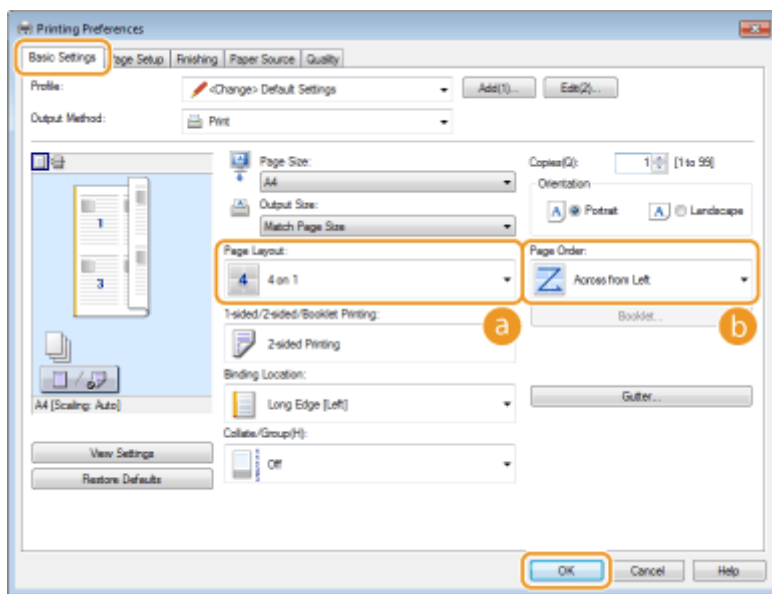 Printing Preferences
Basic Settings Page Setup Finishing Paper Source Quality
Profile: <Change> Default Settings Add(1)... Edit(2)...
Output Method: Print
Page Size: Copies(Q): 1 [1 to 99]
A4 Orientation
Output Size: A Portrait A Landscape
Match Page Size
Page Layout: Page Order:
4 4 on 1 Across from Left
1-sided/2-sided/Booklet Printing: a Booklet... b
2-sided Printing
Binding Location:
Long Edge [Left] Gutter...
Collate/Group(H):
Off
1
3
A4 [Scaling: Auto]
View Settings
Restore Defaults
OK Cancel Help